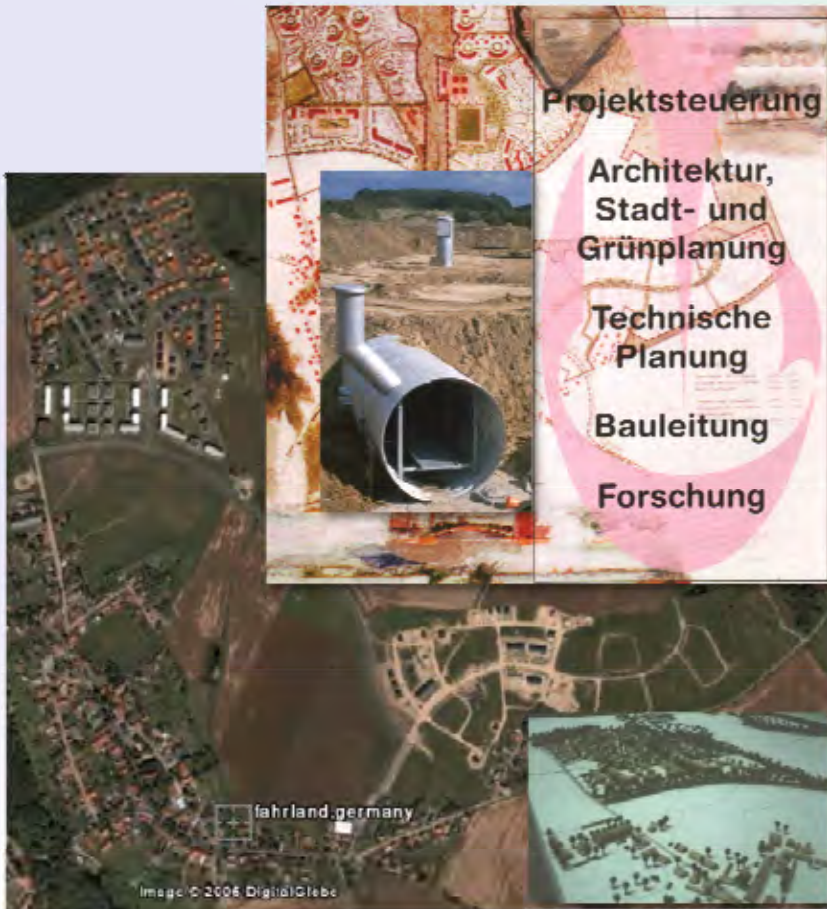 Projektsteuerung
Architektur,
Stadt- und
Grünplanung
Technische
Planung
Bauleitung
Forschung
fahrland,germany
Image © 2006 DigitalGlobe